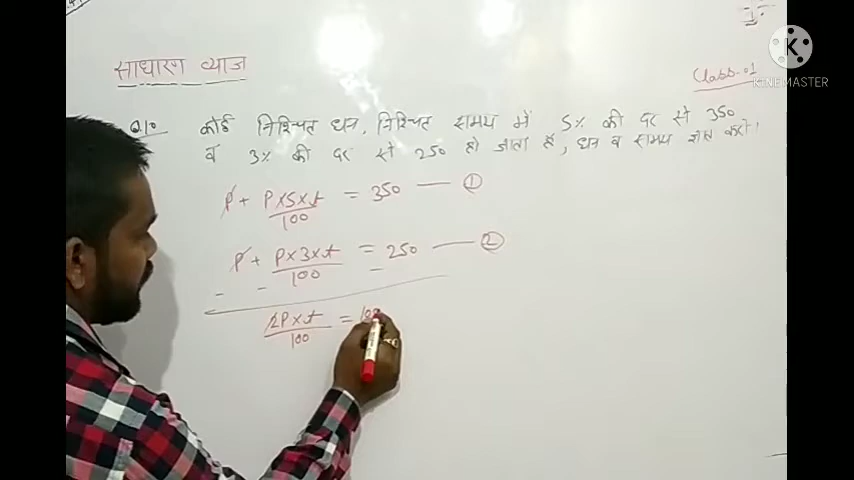 साधारण ब्याज
Class-01
KINEMASTER
Q1० कोई निश्चित धन, निश्चित समय में 5% की दर से 350
व 3% की दर से 250 हो जाता है, धन व समय ज्ञात करो।
P + P×5×t/100 = 350 — ①
P + P×3×t/100 = 250 — ②
- - -
2P×t/100 = 100